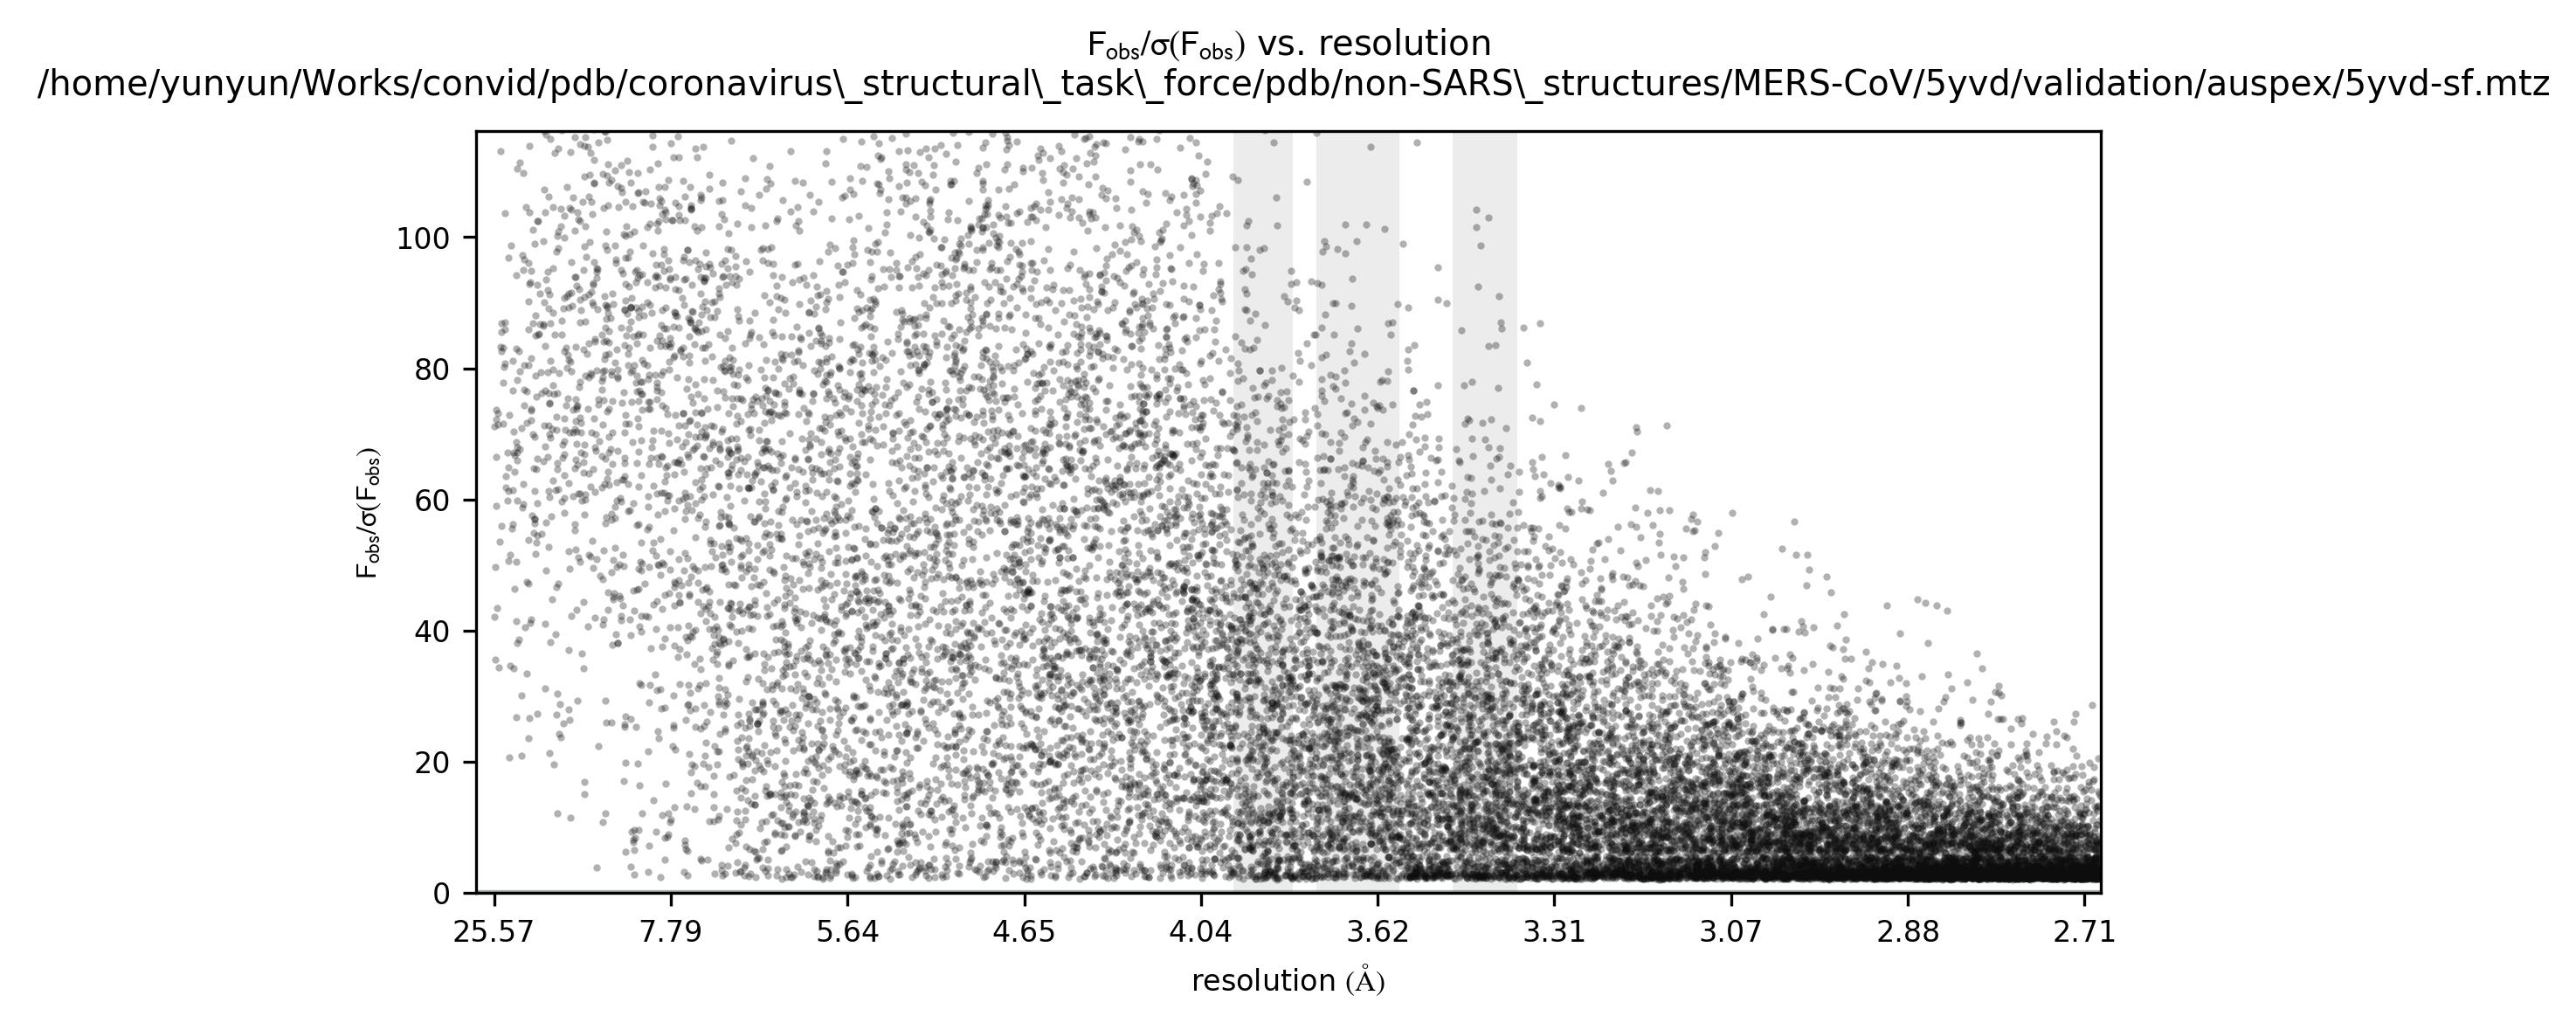 Fobs/σ(Fobs) vs. resolution
/home/yunyun/Works/convid/pdb/coronavirus\_structural\_task\_force/pdb/non-SARS\_structures/MERS-CoV/5yvd/validation/auspex/5yvd-sf.mtz
100
80
60
40
20
0
Fobs/σ(Fobs)
25.57 7.79 5.64 4.65 4.04 3.62 3.31 3.07 2.88 2.71
resolution (Å)